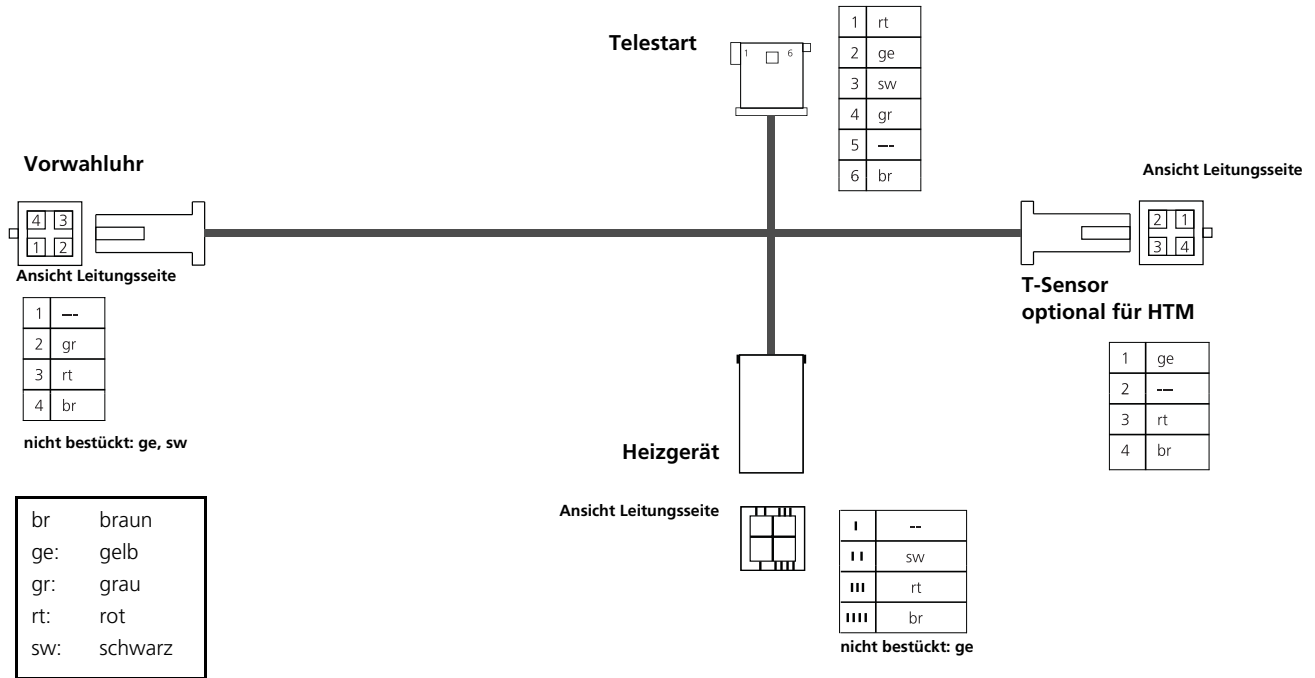 Telestart
1 6
1 rt
2 ge
3 sw
4 gr
5 ---
6 br
Vorwahluhr
4 3
1 2
Ansicht Leitungsseite
1 ---
2 gr
3 rt
4 br
nicht bestückt: ge, sw
Ansicht Leitungsseite
2 1
3 4
T-Sensor
optional für HTM
1 ge
2 ---
3 rt
4 br
Heizgerät
Ansicht Leitungsseite
I --
II sw
III rt
IIII br
nicht bestückt: ge
br braun
ge: gelb
gr: grau
rt: rot
sw: schwarz